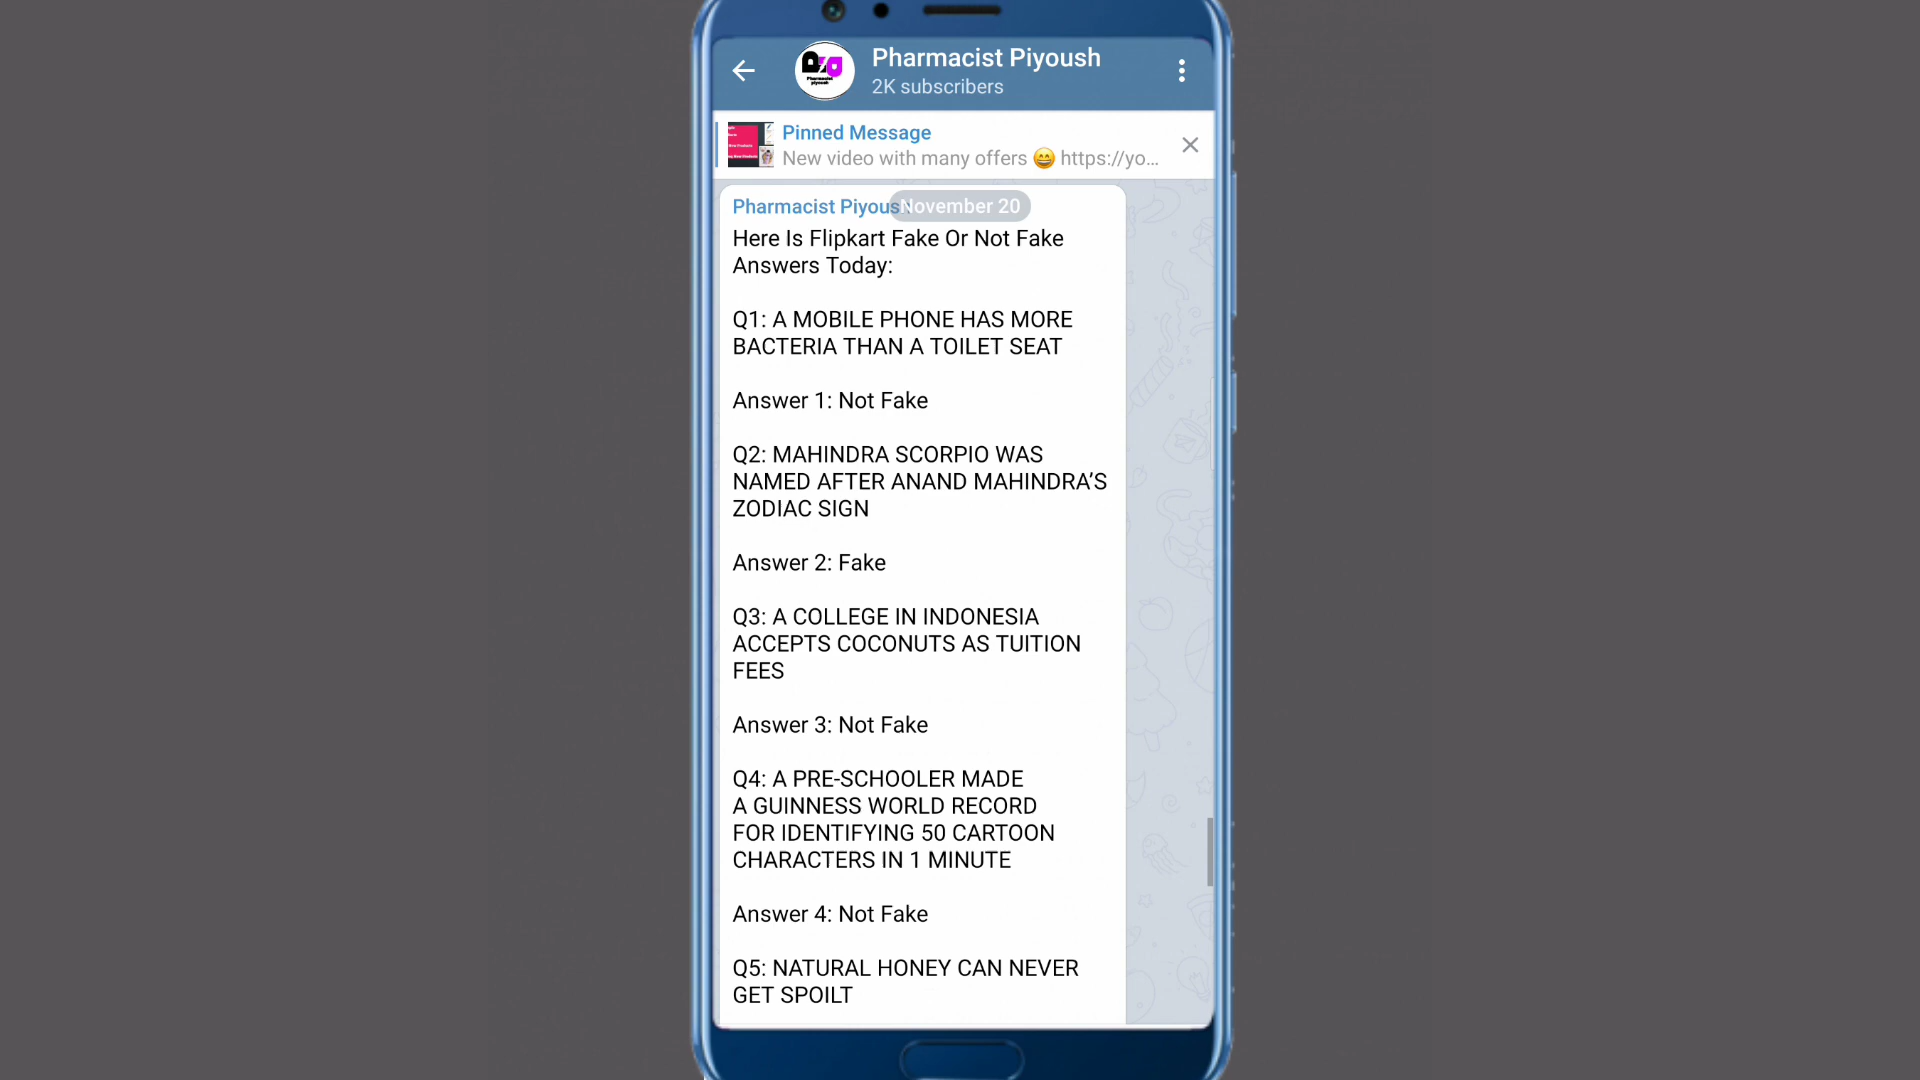 Pharmacist Piyoush
2K subscribers
Pharmacist
piyoush
Pinned Message
New video with many offers 😄 https://yo...
Pharmacist Piyous
November 20
Here Is Flipkart Fake Or Not Fake
Answers Today:
Q1: A MOBILE PHONE HAS MORE
BACTERIA THAN A TOILET SEAT
Answer 1: Not Fake
Q2: MAHINDRA SCORPIO WAS
NAMED AFTER ANAND MAHINDRA’S
ZODIAC SIGN
Answer 2: Fake
Q3: A COLLEGE IN INDONESIA
ACCEPTS COCONUTS AS TUITION
FEES
Answer 3: Not Fake
Q4: A PRE-SCHOOLER MADE
A GUINNESS WORLD RECORD
FOR IDENTIFYING 50 CARTOON
CHARACTERS IN 1 MINUTE
Answer 4: Not Fake
Q5: NATURAL HONEY CAN NEVER
GET SPOILT